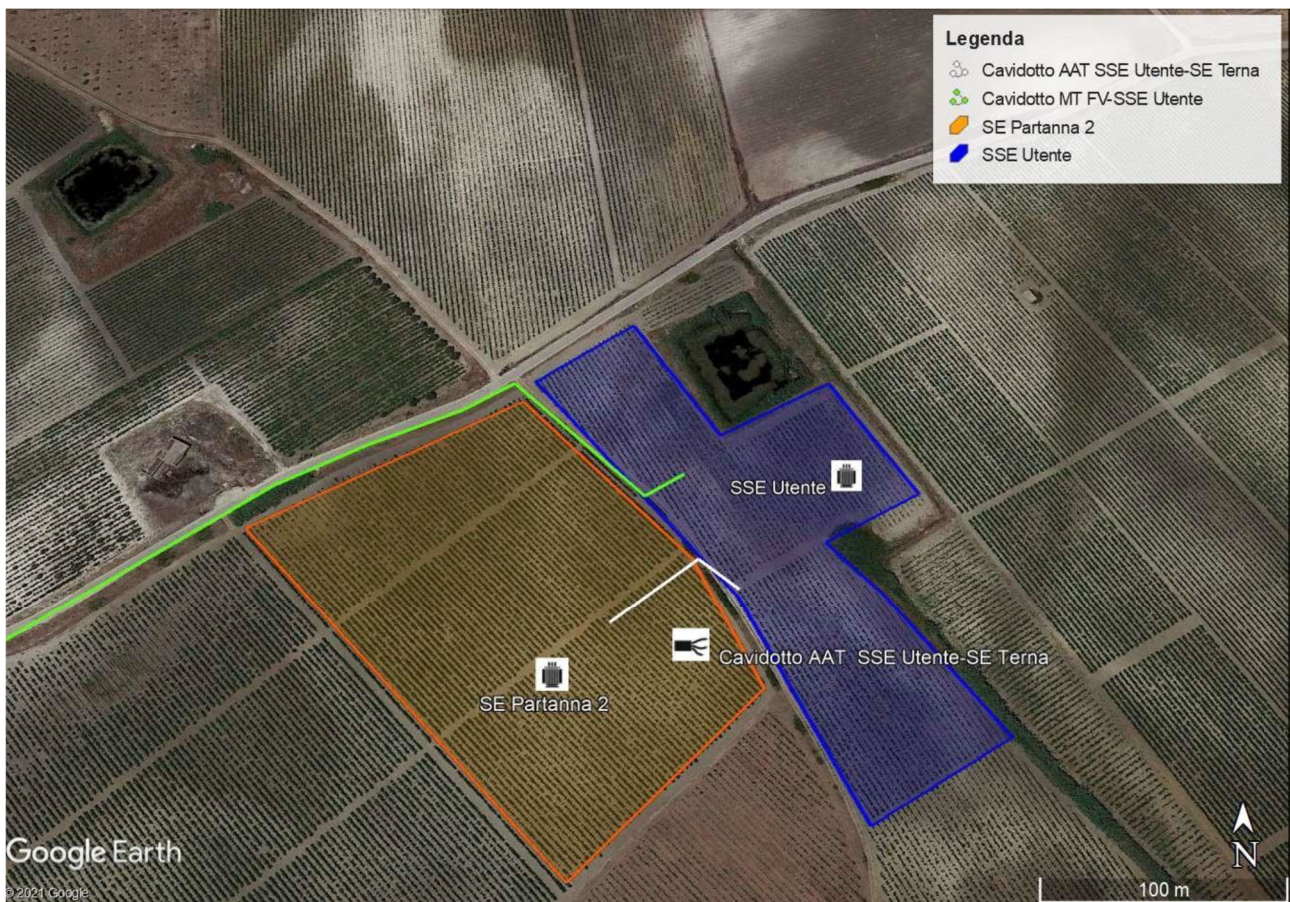 Legenda
Cavidotto AAT SSE Utente-SE Terna
Cavidotto MT FV-SSE Utente
SE Partanna 2
SSE Utente
SSE Utente
Cavidotto AAT SSE Utente-SE Terna
SE Partanna 2
Google Earth
© 2021 Google
N
100 m